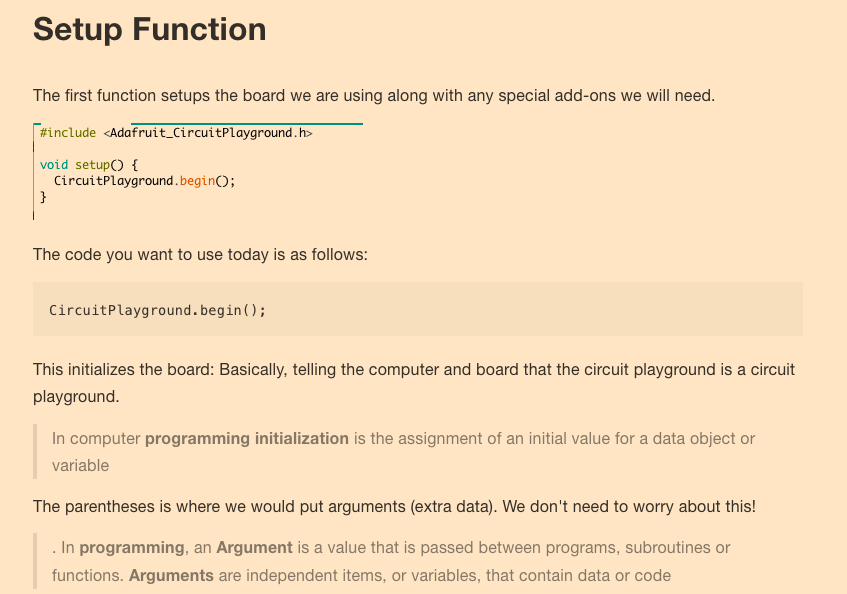 Setup Function
The first function setups the board we are using along with any special add-ons we will need.
#include <Adafruit_CircuitPlayground.h>
void setup() {
  CircuitPlayground.begin();
}
The code you want to use today is as follows:
CircuitPlayground.begin();
This initializes the board: Basically, telling the computer and board that the circuit playground is a circuit
playground.
In computer programming initialization is the assignment of an initial value for a data object or
variable
The parentheses is where we would put arguments (extra data). We don't need to worry about this!
. In programming, an Argument is a value that is passed between programs, subroutines or
functions. Arguments are independent items, or variables, that contain data or code